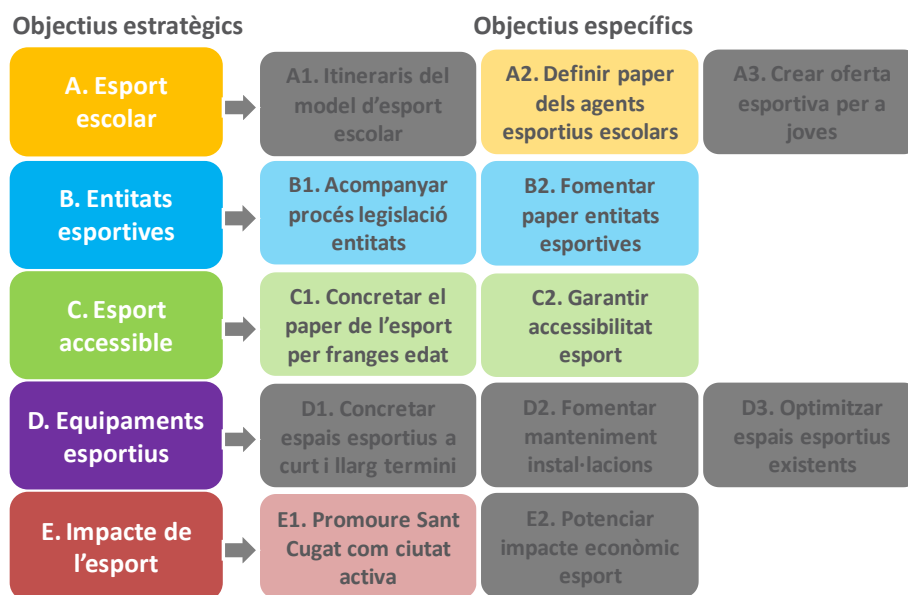 Objectius estratègics
Objectius específics
A. Esport
escolar
A1. Itineraris del
model d'esport
escolar
A2. Definir paper
dels agents
esportius escolars
A3. Crear oferta
esportiva per a
joves
B. Entitats
esportives
B1. Acompanyar
procés legislació
entitats
B2. Fomentar
paper entitats
esportives
C. Esport
accessible
C1. Concretar el
paper de l'esport
per franges edat
C2. Garantir
accessibilitat
esport
D. Equipaments
esportius
D1. Concretar
espais esportius a
curt i llarg termini
D2. Fomentar
manteniment
instal·lacions
D3. Optimitzar
espais esportius
existents
E. Impacte de
l'esport
E1. Promoure Sant
Cugat com ciutat
activa
E2. Potenciar
impacte econòmic
esport